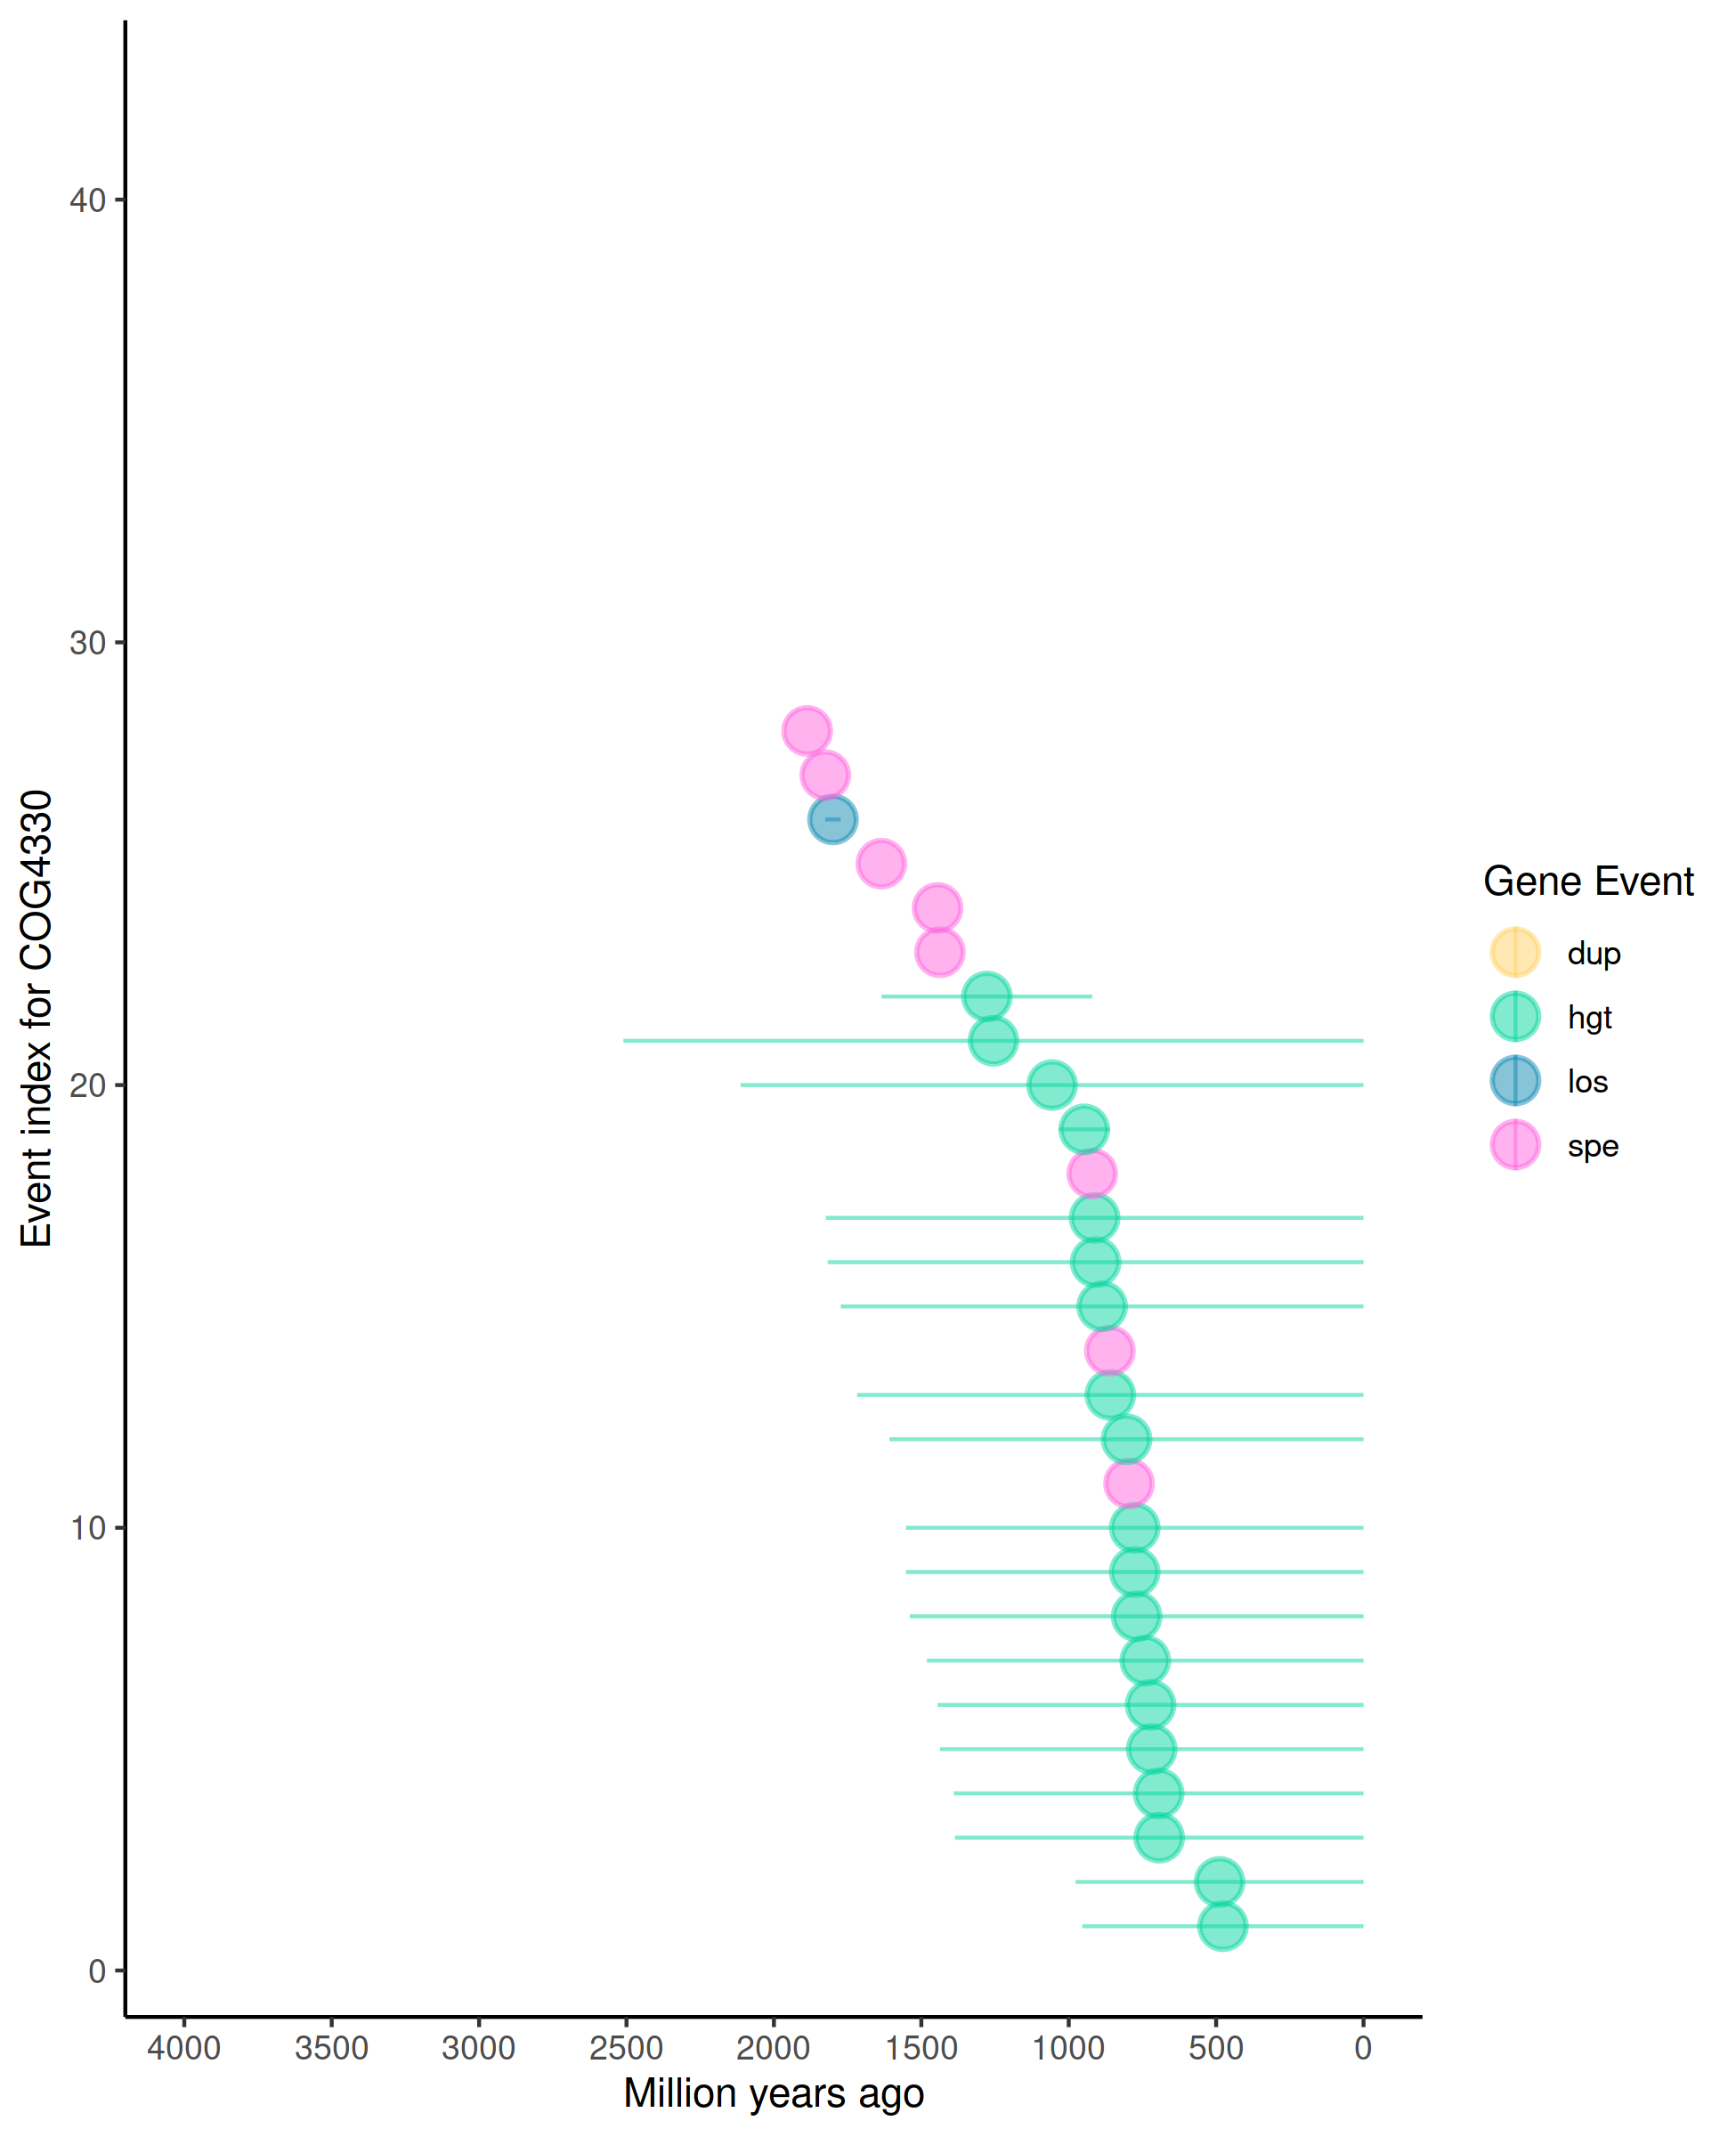 Event index for COG4330
40
30
20
10
0
4000 3500 3000 2500 2000 1500 1000 500 0
Million years ago
Gene Event
dup
hgt
los
spe